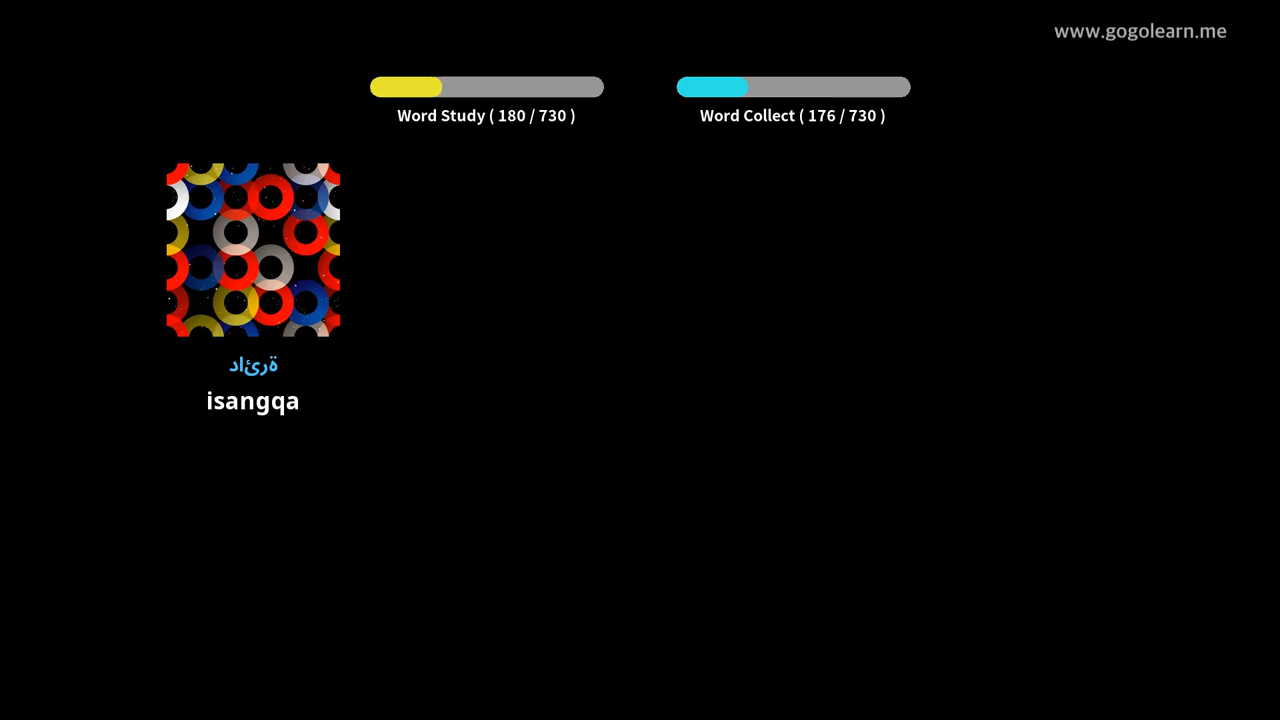 www.gogolearn.me
Word Study ( 180 / 730 )
Word Collect ( 176 / 730 )
دائرة
isangqa